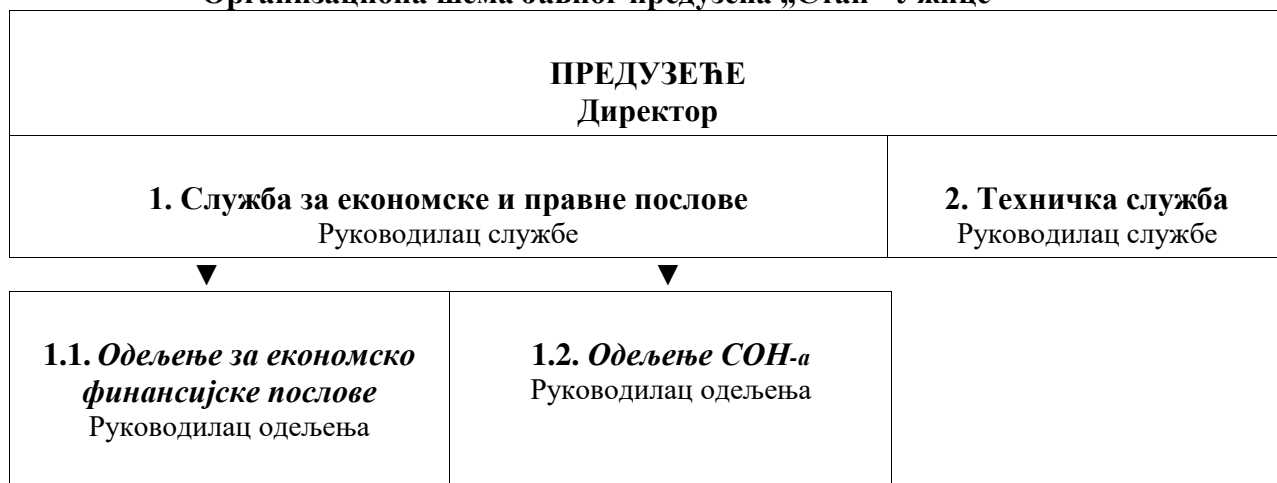 ПРЕДУЗЕЋЕ
Директор
1. Служба за економске и правне послове
Руководилац службе
2. Техничка служба
Руководилац службе
1.1. Одељење за економско
финансијске послове
Руководилац одељења
1.2. Одељење СОН-а
Руководилац одељења